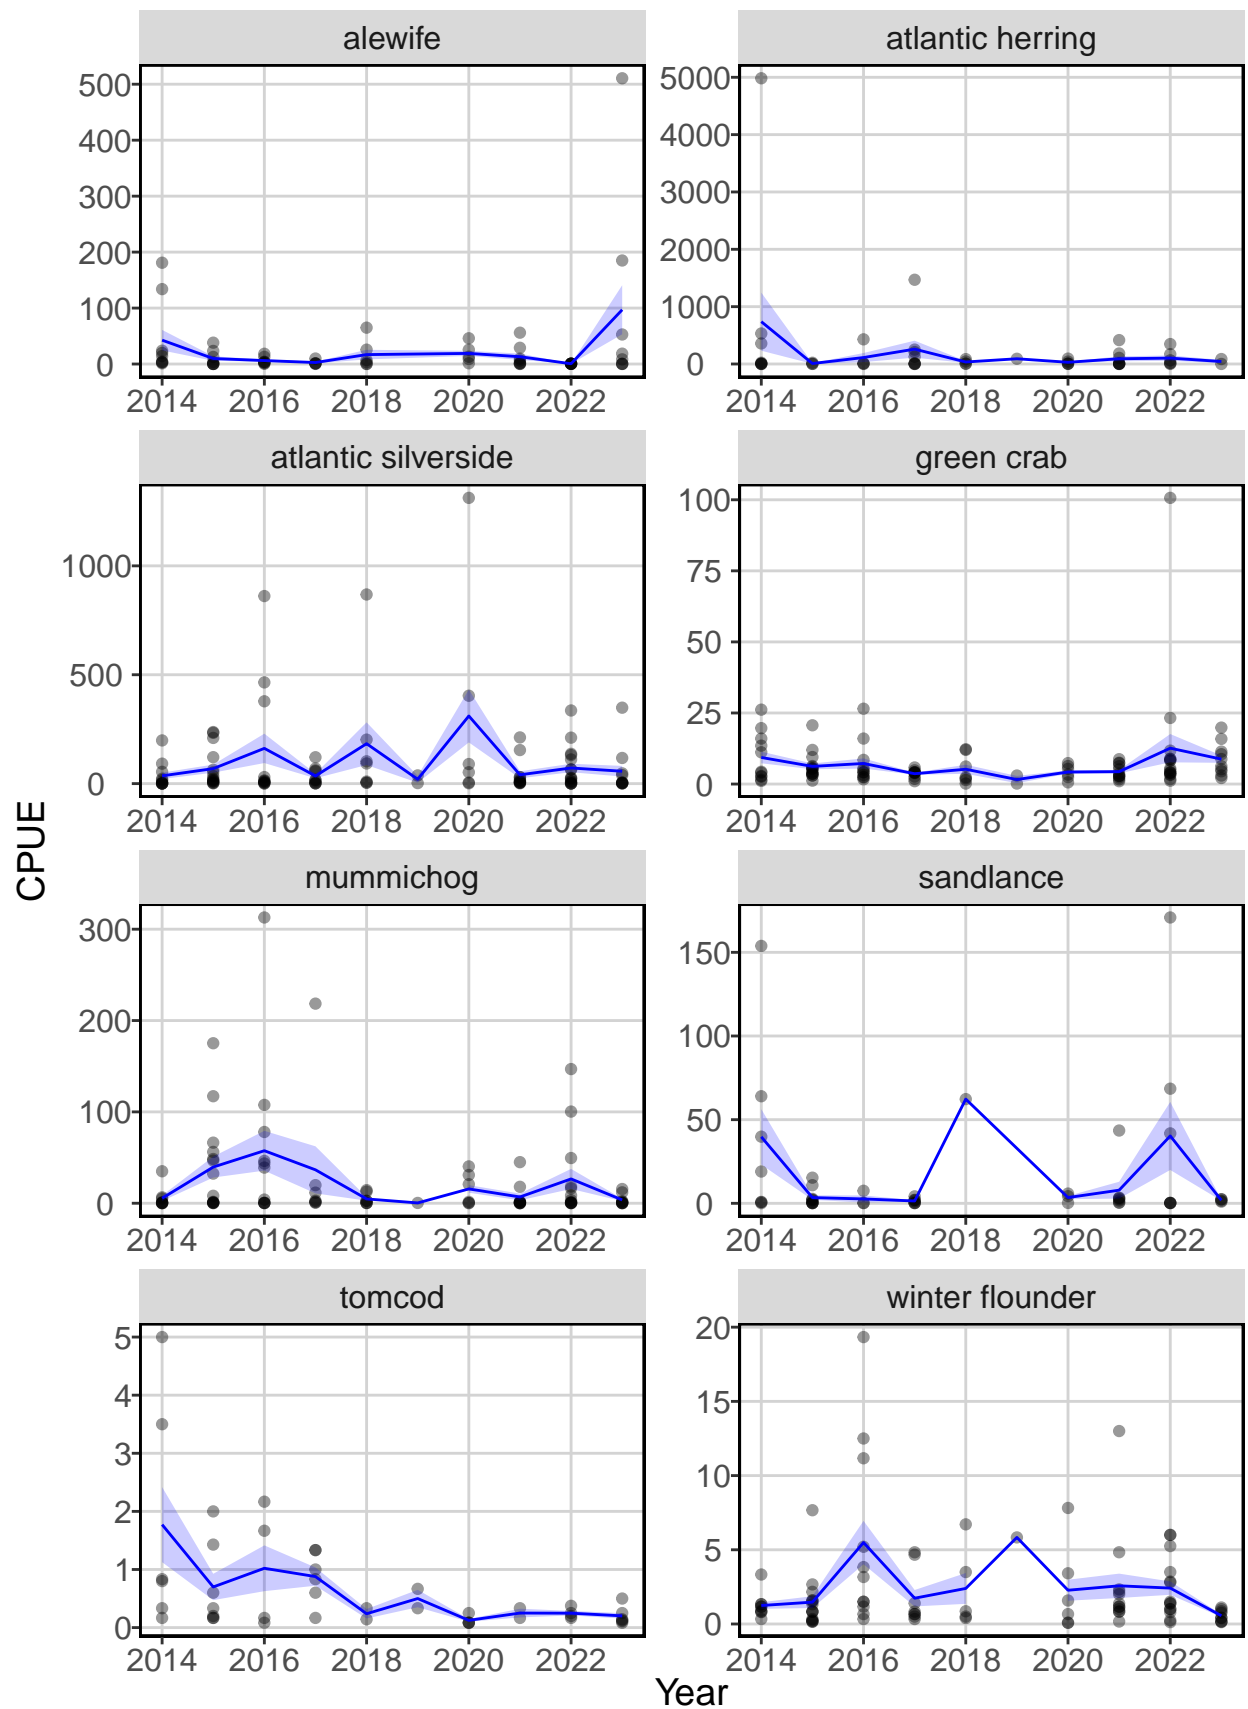 alewife
atlantic herring
500
400
300
200
100
0
5000
4000
3000
2000
1000
0
2014 2016 2018 2020 2022
2014 2016 2018 2020 2022
atlantic silverside
green crab
1000
500
0
100
75
50
25
0
2014 2016 2018 2020 2022
2014 2016 2018 2020 2022
CPUE
mummichog
sandlance
300
200
100
0
150
100
50
0
2014 2016 2018 2020 2022
2014 2016 2018 2020 2022
tomcod
winter flounder
5
4
3
2
1
0
20
15
10
5
0
2014 2016 2018 2020 2022
2014 2016 2018 2020 2022
Year